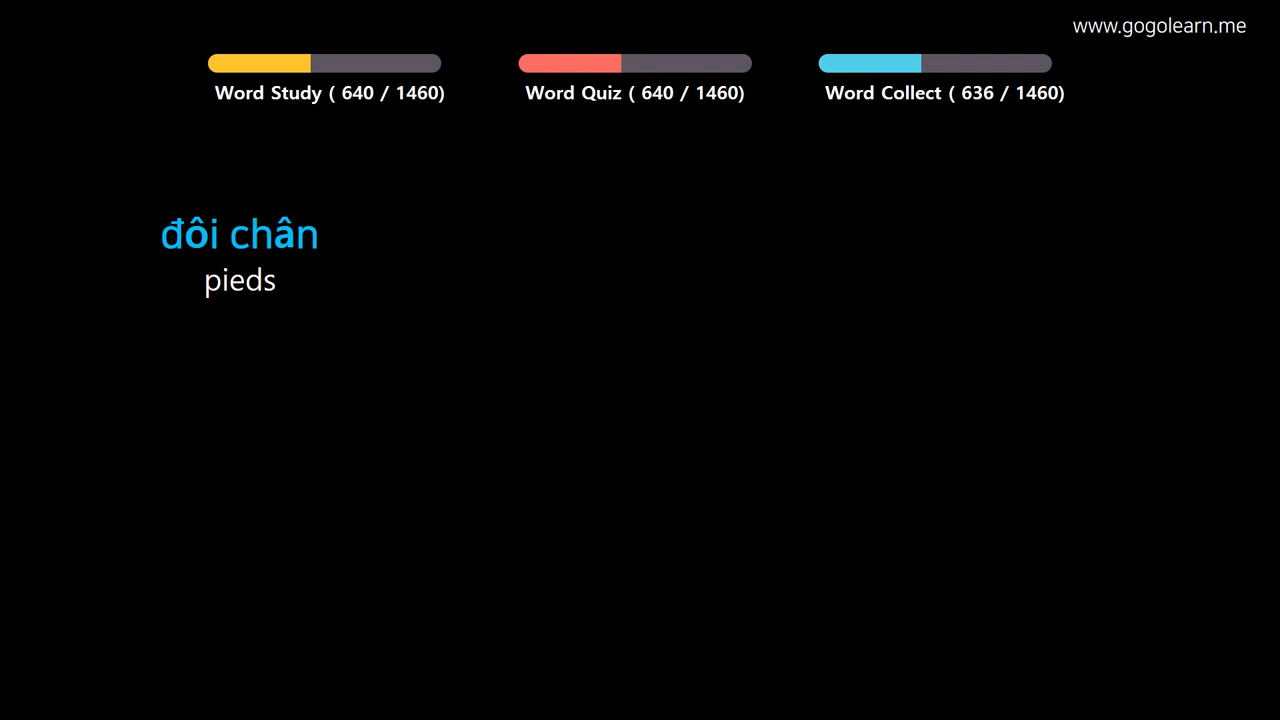 www.gogolearn.me
Word Study ( 640 / 1460)
Word Quiz ( 640 / 1460)
Word Collect ( 636 / 1460)
đôi chân
pieds